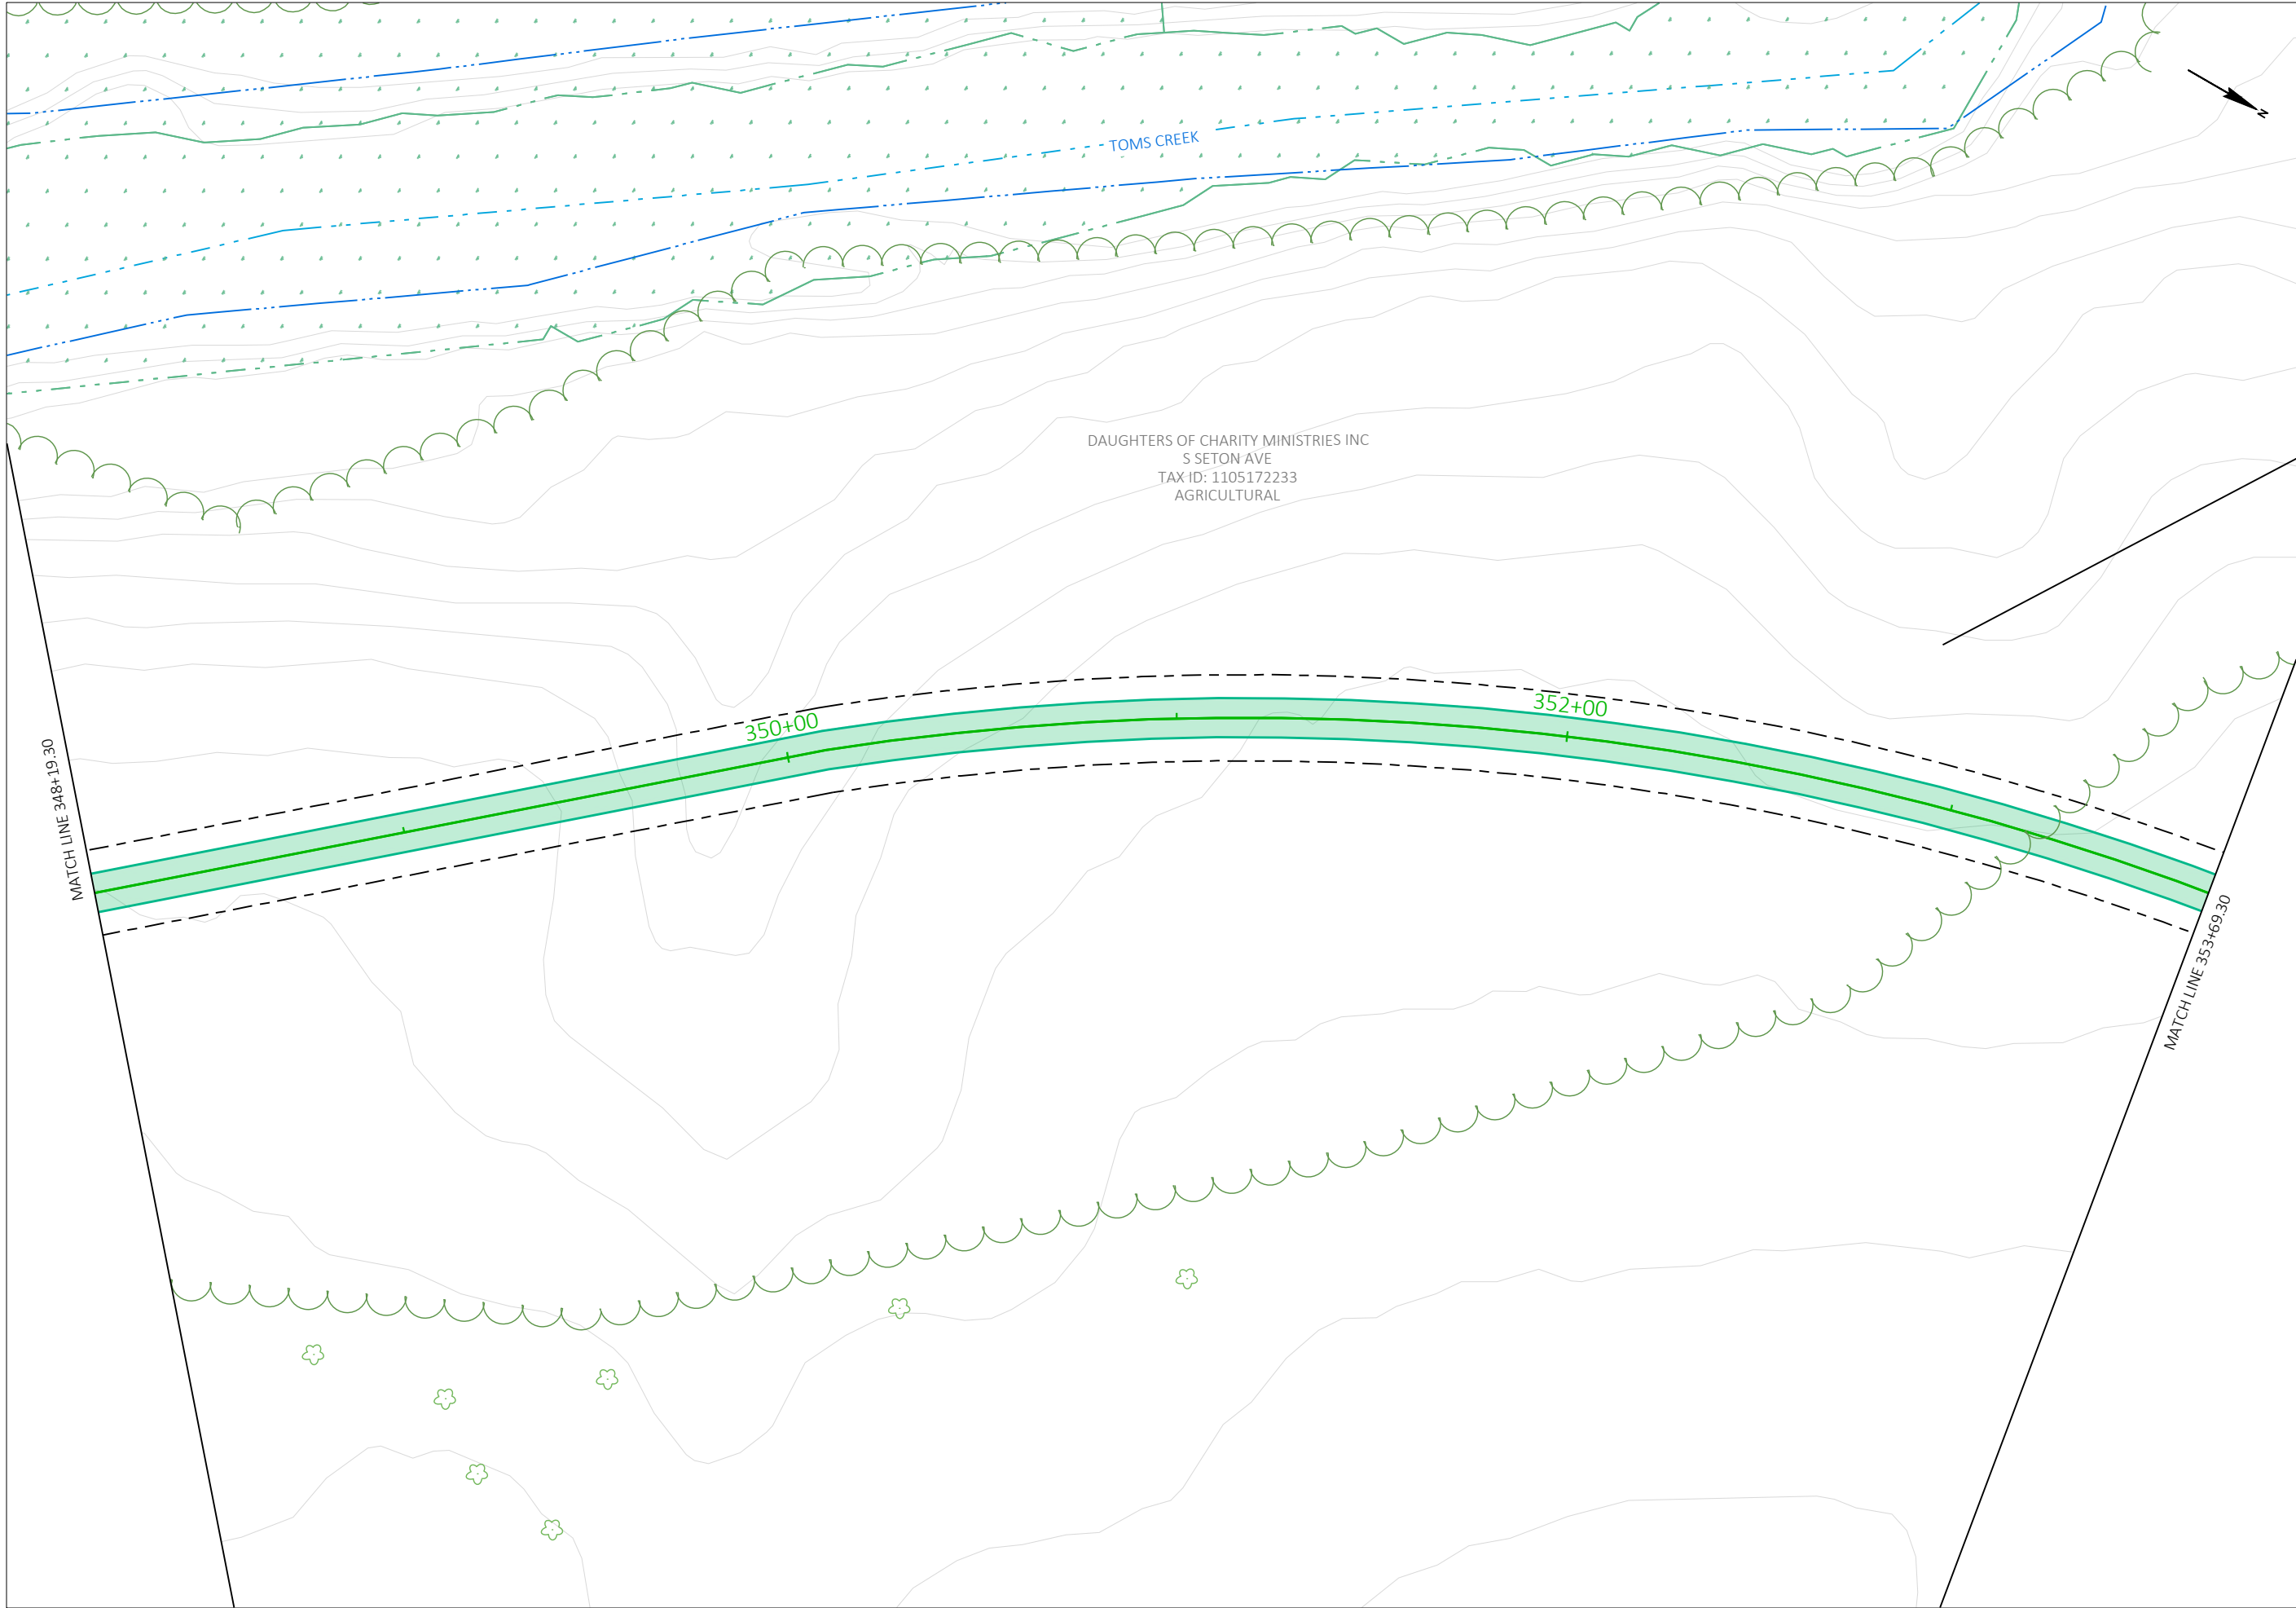 TOMS CREEK
N
DAUGHTERS OF CHARITY MINISTRIES INC
S SETON AVE
TAX ID: 1105172233
AGRICULTURAL
350+00
352+00
MATCH LINE 348+19.30
MATCH LINE 353+69.30